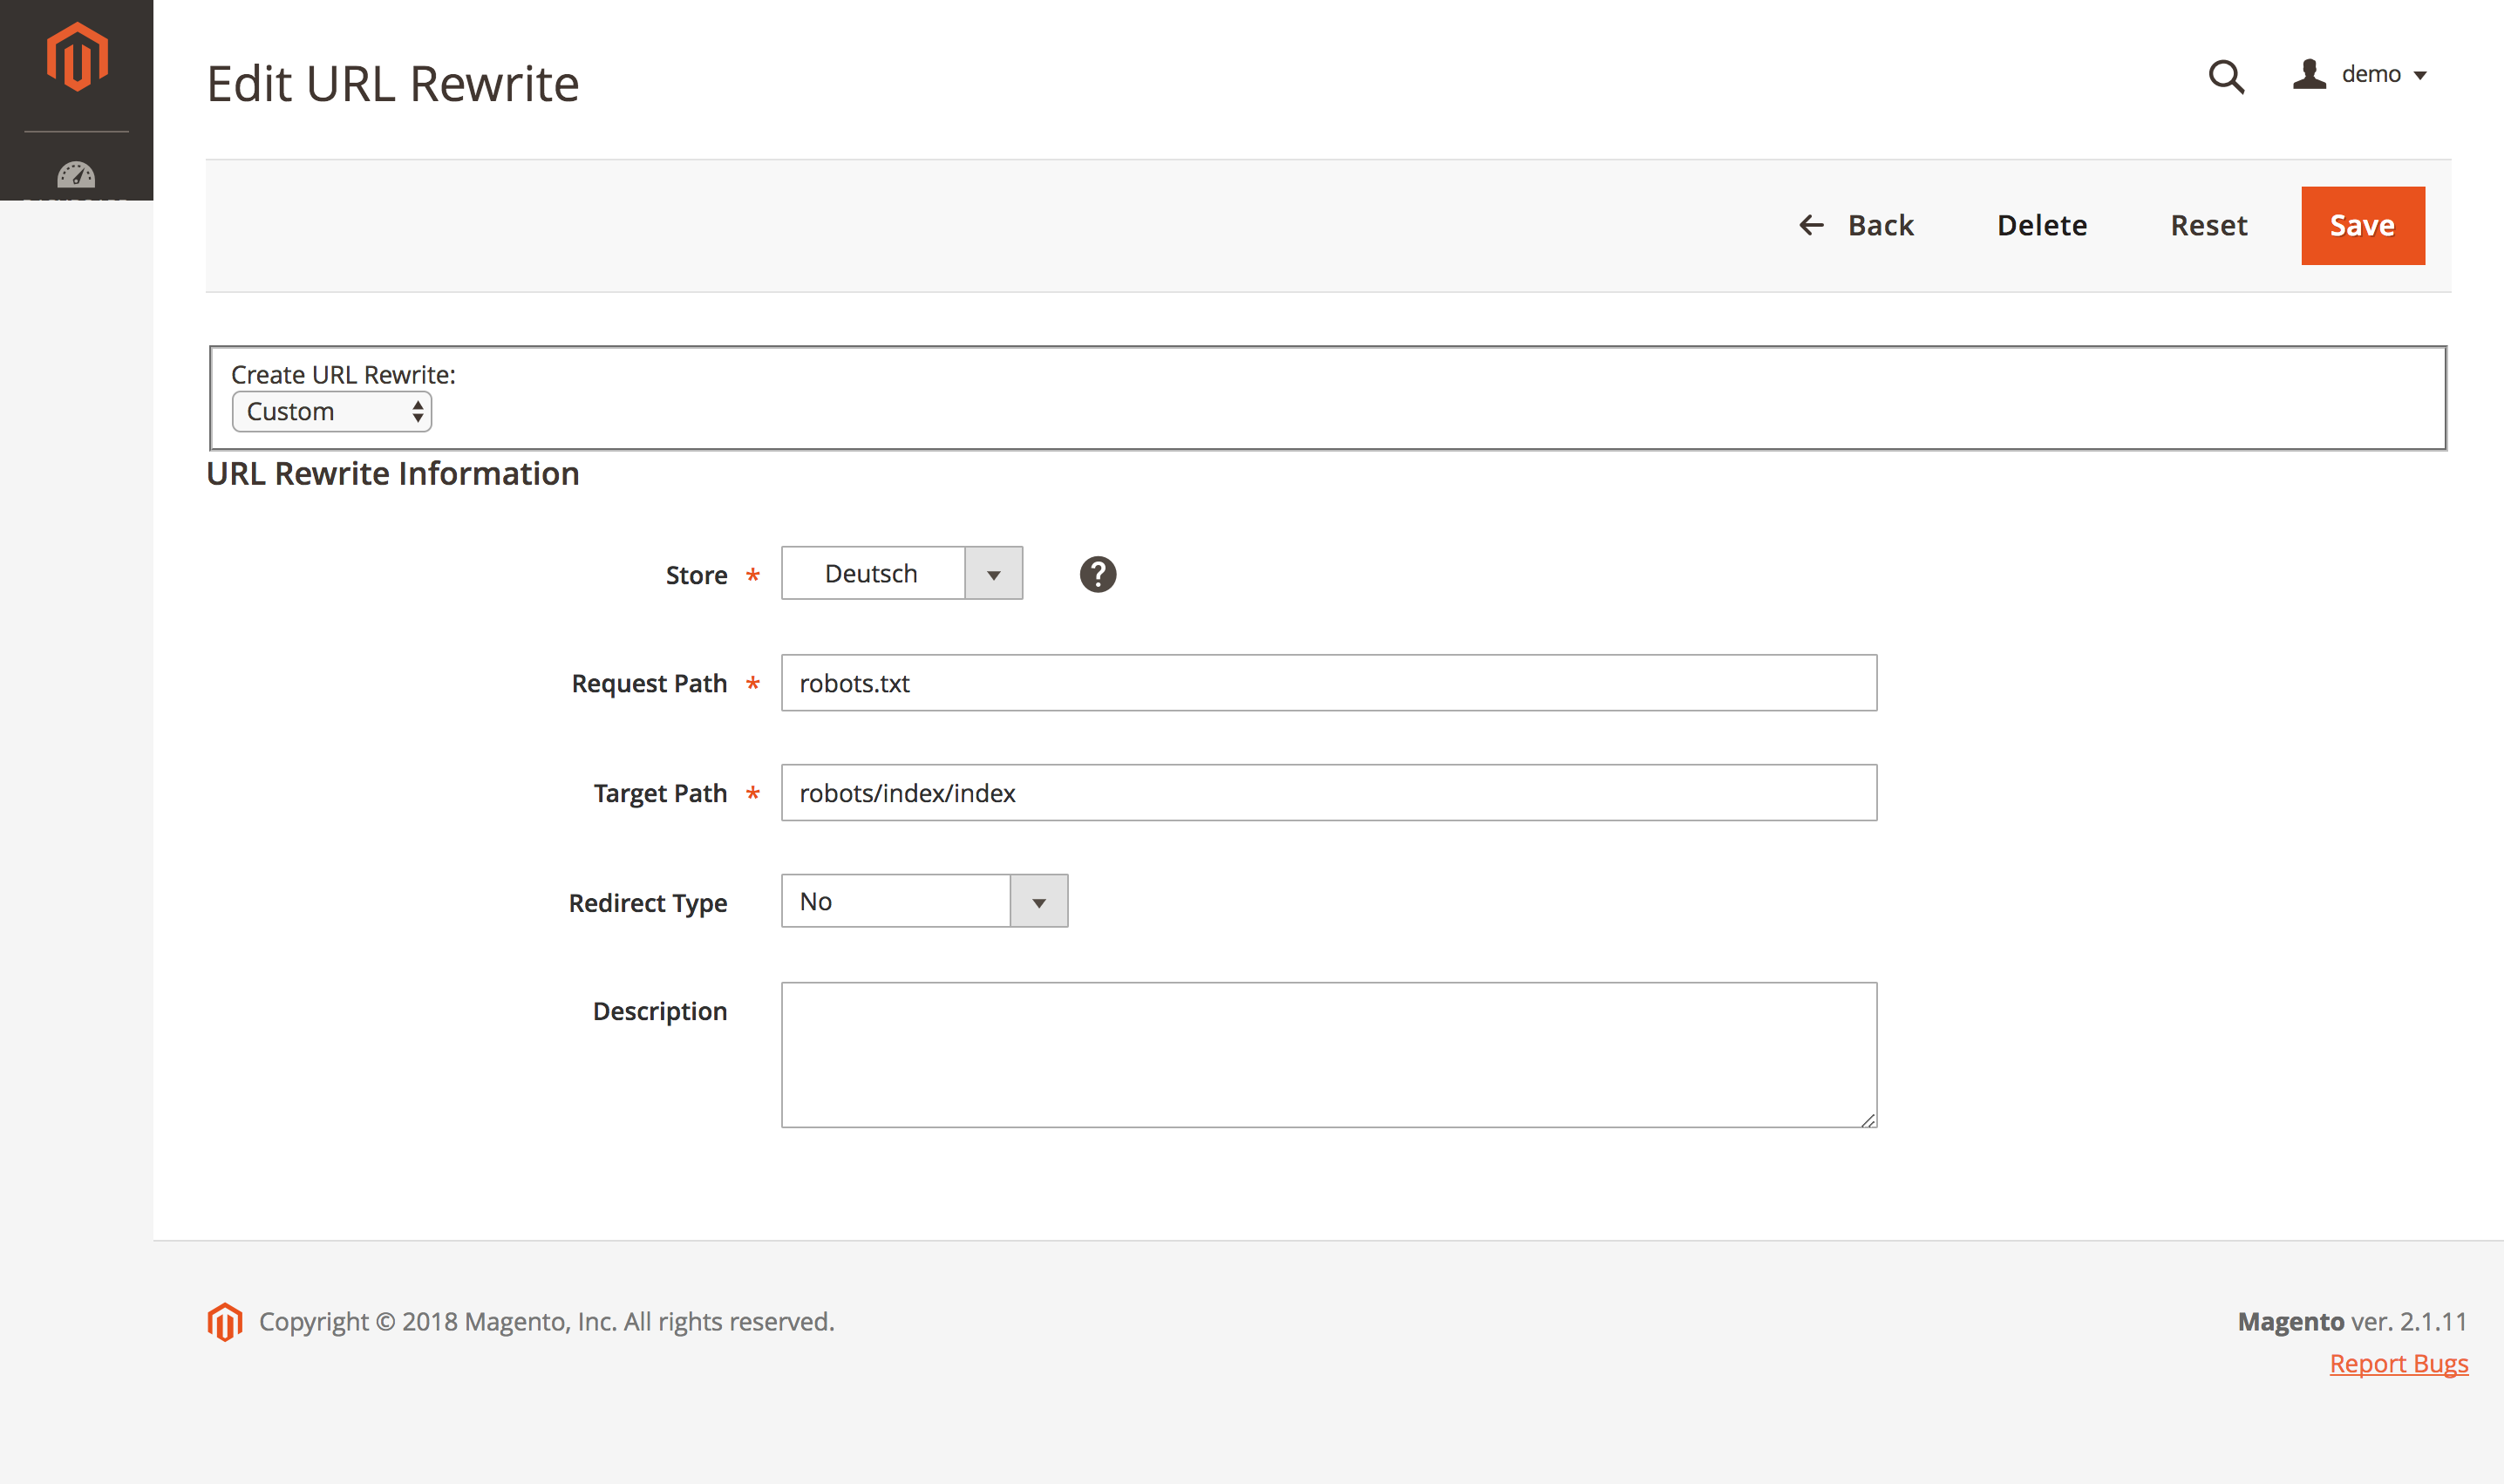 Edit URL Rewrite
demo
Back Delete Reset Save
Create URL Rewrite:
Custom
URL Rewrite Information
Store * Deutsch ?
Request Path * robots.txt
Target Path * robots/index/index
Redirect Type No
Description
Copyright © 2018 Magento, Inc. All rights reserved.
Magento ver. 2.1.11
Report Bugs